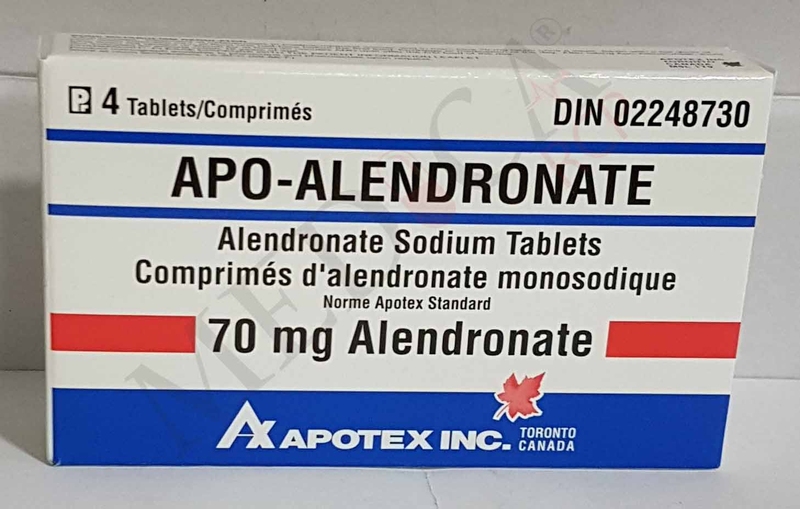 4 Tablets/Comprimés
DIN 02248730
APO-ALENDRONATE
Alendronate Sodium Tablets
Comprimés d'alendronate monosodique
Norme Apotex Standard
70 mg Alendronate
APOTEX INC.
TORONTO
CANADA
MEDICA